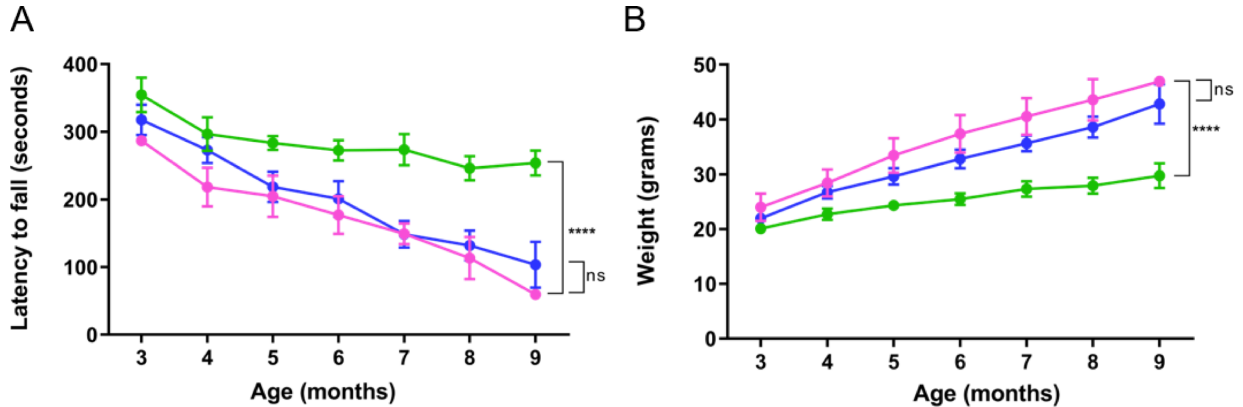 A
Latency to fall (seconds)
400
300
200
100
0
3 4 5 6 7 8 9
Age (months)
****
ns
B
Weight (grams)
50
40
30
20
10
0
3 4 5 6 7 8 9
Age (months)
ns
****